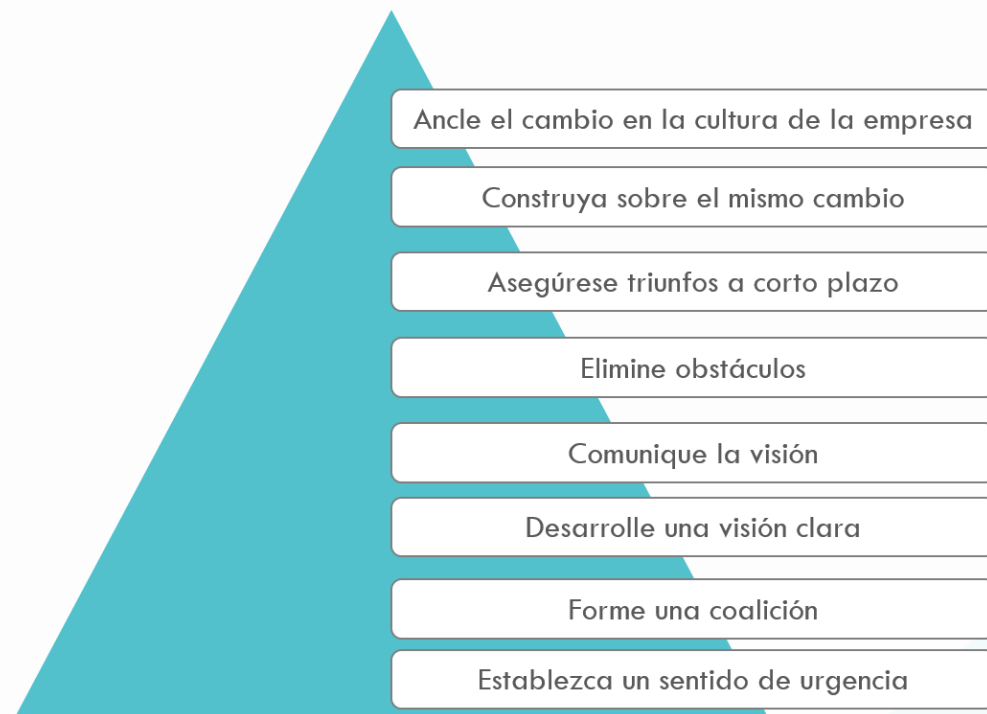 Ancle el cambio en la cultura de la empresa
Construya sobre el mismo cambio
Asegúrese triunfos a corto plazo
Elimine obstáculos
Comunique la visión
Desarrolle una visión clara
Forme una coalición
Establezca un sentido de urgencia